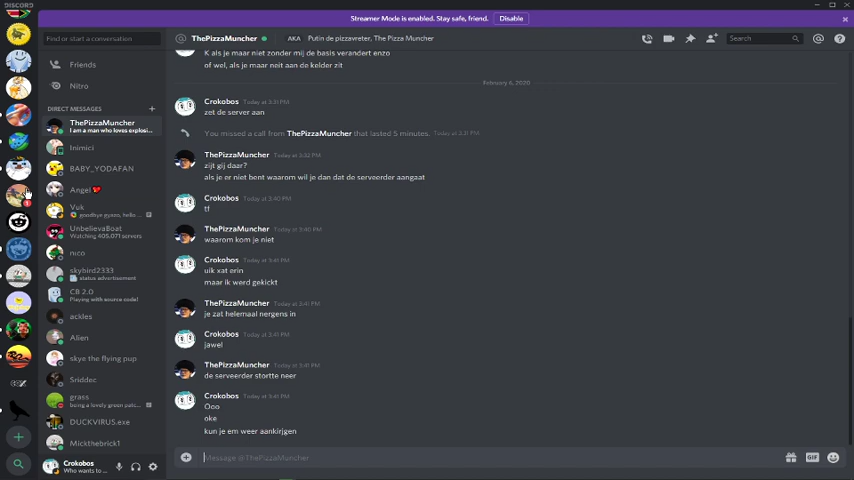 DISCORD
Streamer Mode is enabled. Stay safe, friend. Disable
Find or start a conversation
ThePizzaMuncher AKA Putin de pizzavreter, The Pizza Muncher
Search
Friends
Nitro
DIRECT MESSAGES
ThePizzaMuncher
I am a man who loves explosi...
Inimici
BABY_YODAFAN
Angel
Vuk
goodbye gyazo, hello ...
UnbelievaBoat
Watching 405,071 servers
nico
skybird2333
status advertisement
CB 2.0
Playing with source code!
ackles
Alien
skye the flying pup
Sriddec
grass
being a lovely green patc...
DUCKVIRUS.exe
Mickthebrick1
Crokobos
Who wants to ...
K als je maar niet zonder mij de basis verandert enzo
of wel, als je maar neit aan de kelder zit
February 6, 2020
Crokobos Today at 3:31 PM
zet de server aan
You missed a call from ThePizzaMuncher that lasted 5 minutes. Today at 3:31 PM
ThePizzaMuncher Today at 3:32 PM
zijt gij daar?
als je er niet bent waarom wil je dan dat de serveerder aangaat
Crokobos Today at 3:40 PM
tf
ThePizzaMuncher Today at 3:40 PM
waarom kom je niet
Crokobos Today at 3:41 PM
uik xat erin
maar ik werd gekickt
ThePizzaMuncher Today at 3:41 PM
je zat helemaal nergens in
Crokobos Today at 3:41 PM
jawel
ThePizzaMuncher Today at 3:41 PM
de serveerder stortte neer
Crokobos Today at 3:41 PM
Ooo
oke
kun je em weer aankirjgen
Message @ThePizzaMuncher
GIF